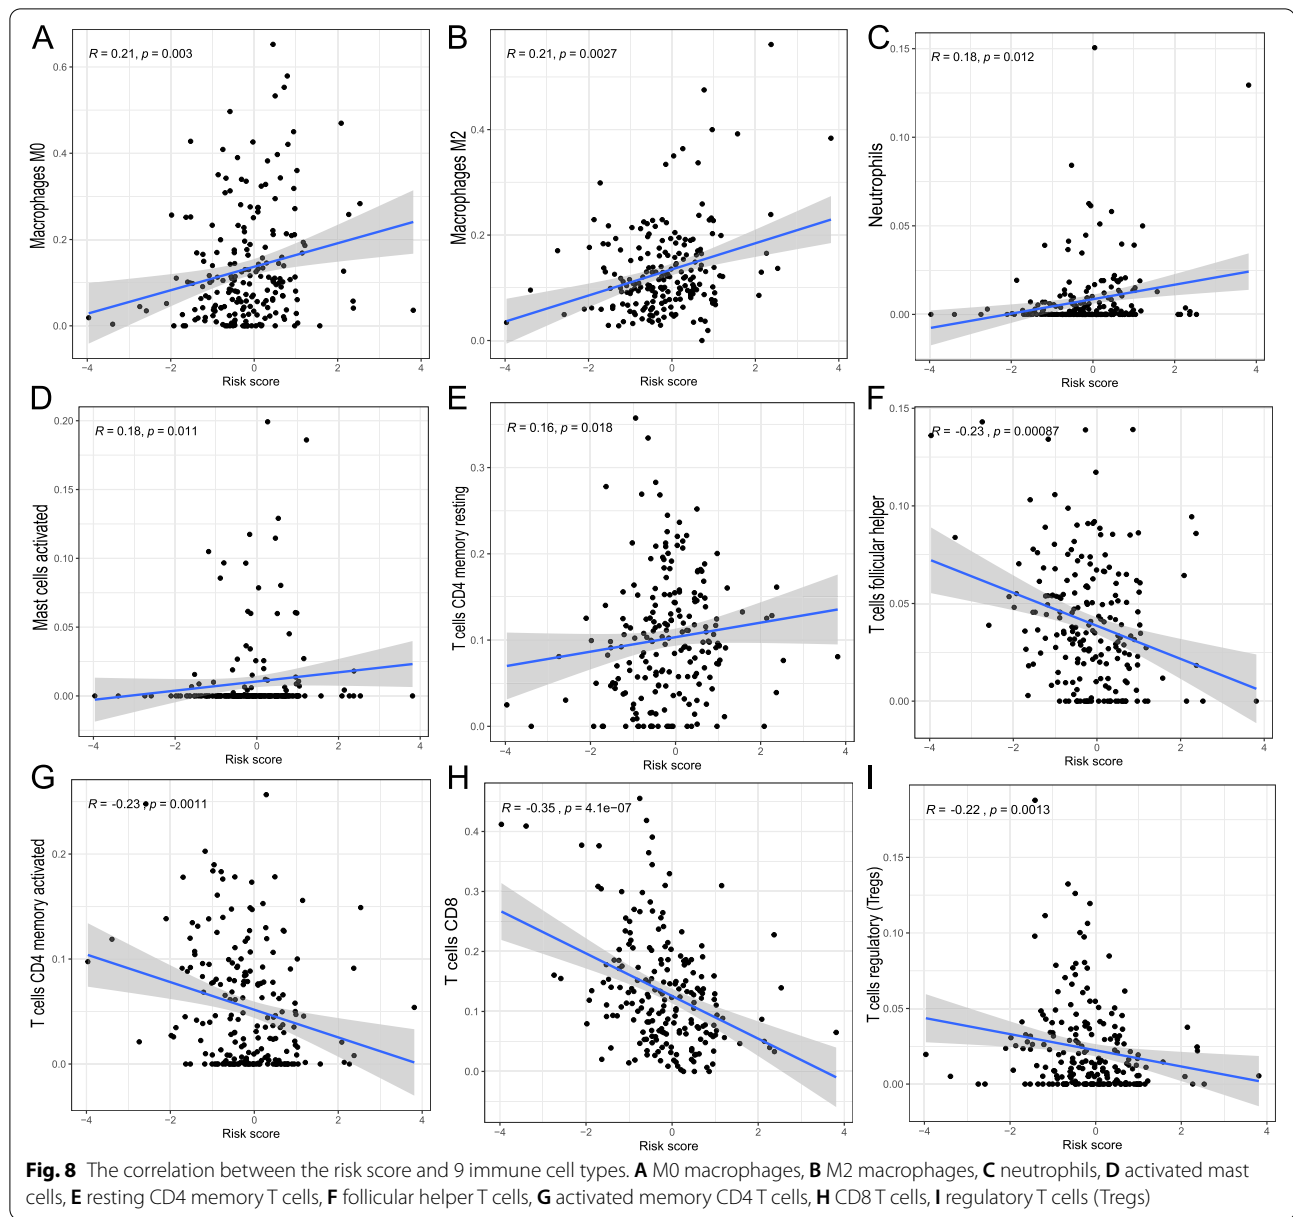 A
R = 0.21, p = 0.003
Macrophages M0
0.6
0.4
0.2
0.0
−4 −2 0 2 4
Risk score
B
R = 0.21, p = 0.0027
Macrophages M2
0.4
0.2
0.0
−4 −2 0 2 4
Risk score
C
R = 0.18, p = 0.012
Neutrophils
0.15
0.10
0.05
0.00
−4 −2 0 2 4
Risk score
D
R = 0.18, p = 0.011
Mast cells activated
0.20
0.15
0.10
0.05
0.00
−4 −2 0 2 4
Risk score
E
R = 0.16, p = 0.018
T cells CD4 memory resting
0.3
0.2
0.1
0.0
−4 −2 0 2 4
Risk score
F
R = -0.23 , p = 0.00087
T cells follicular helper
0.15
0.10
0.05
0.00
−4 −2 0 2 4
Risk score
G
R = -0.23 , p = 0.0011
T cells CD4 memory activated
0.2
0.1
0.0
−4 −2 0 2 4
Risk score
H
R = -0.35 , p = 4.1e−07
T cells CD8
0.4
0.3
0.2
0.1
0.0
−4 −2 0 2 4
Risk score
I
R = -0.22 , p = 0.0013
T cells regulatory (Tregs)
0.15
0.10
0.05
0.00
−4 −2 0 2 4
Risk score
Fig. 8 The correlation between the risk score and 9 immune cell types. A M0 macrophages, B M2 macrophages, C neutrophils, D activated mast
cells, E resting CD4 memory T cells, F follicular helper T cells, G activated memory CD4 T cells, H CD8 T cells, I regulatory T cells (Tregs)